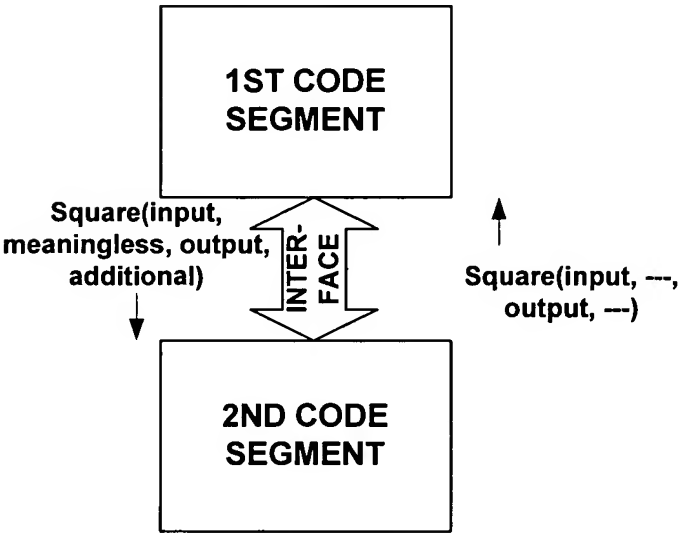 1ST CODE
SEGMENT
Square(input,
meaningless, output,
additional)
INTER-
FACE
Square(input, ---,
output, ---)
2ND CODE
SEGMENT